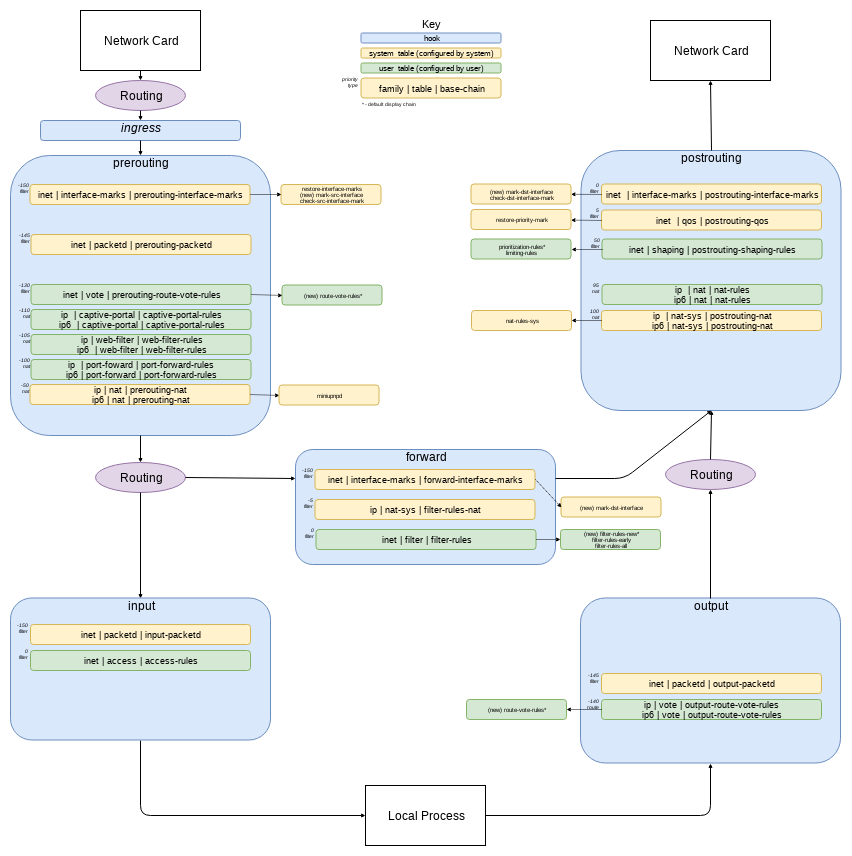 Network Card
Routing
ingress
Key
hook
system table (configured by system)
user table (configured by user)
priority
type
family | table | base-chain
* - default display chain
Network Card
prerouting
-150
filter
inet | interface-marks | prerouting-interface-marks
restore-interface-marks
(new) mark-src-interface
check-src-interface-mark
-145
filter
inet | packetd | prerouting-packetd
-130
filter
inet | vote | prerouting-route-vote-rules
(new) route-vote-rules*
-110
nat
ip | captive-portal | captive-portal-rules
ip6 | captive-portal | captive-portal-rules
-105
nat
ip | web-filter | web-filter-rules
ip6 | web-filter | web-filter-rules
-100
nat
ip | port-foward | port-forward-rules
ip6 | port-forward | port-forward-rules
-50
nat
ip | nat | prerouting-nat
ip6 | nat | prerouting-nat
miniupnpd
postrouting
0
filter
inet | interface-marks | postrouting-interface-marks
(new) mark-dst-interface
check-dst-interface-mark
5
filter
inet | qos | postrouting-qos
restore-priority-mark
50
filter
inet | shaping | postrouting-shaping-rules
prioritization-rules*
limiting-rules
95
nat
ip | nat | nat-rules
ip6 | nat | nat-rules
100
nat
ip | nat-sys | postrouting-nat
ip6 | nat-sys | postrouting-nat
nat-rules-sys
Routing
forward
-150
filter
inet | interface-marks | forward-interface-marks
(new) mark-dst-interface
-5
filter
ip | nat-sys | filter-rules-nat
0
filter
inet | filter | filter-rules
(new) filter-rules-new*
filter-rules-early
filter-rules-all
Routing
input
-150
filter
inet | packetd | input-packetd
0
filter
inet | access | access-rules
output
-145
filter
inet | packetd | output-packetd
-140
route
ip | vote | output-route-vote-rules
ip6 | vote | output-route-vote-rules
(new) route-vote-rules*
Local Process